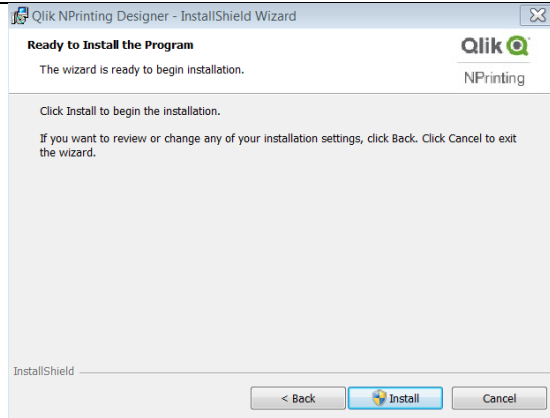 Qlik NPrinting Designer - InstallShield Wizard
Ready to Install the Program
The wizard is ready to begin installation.
Qlik
NPrinting
Click Install to begin the installation.
If you want to review or change any of your installation settings, click Back. Click Cancel to exit
the wizard.
InstallShield
< Back
Install
Cancel